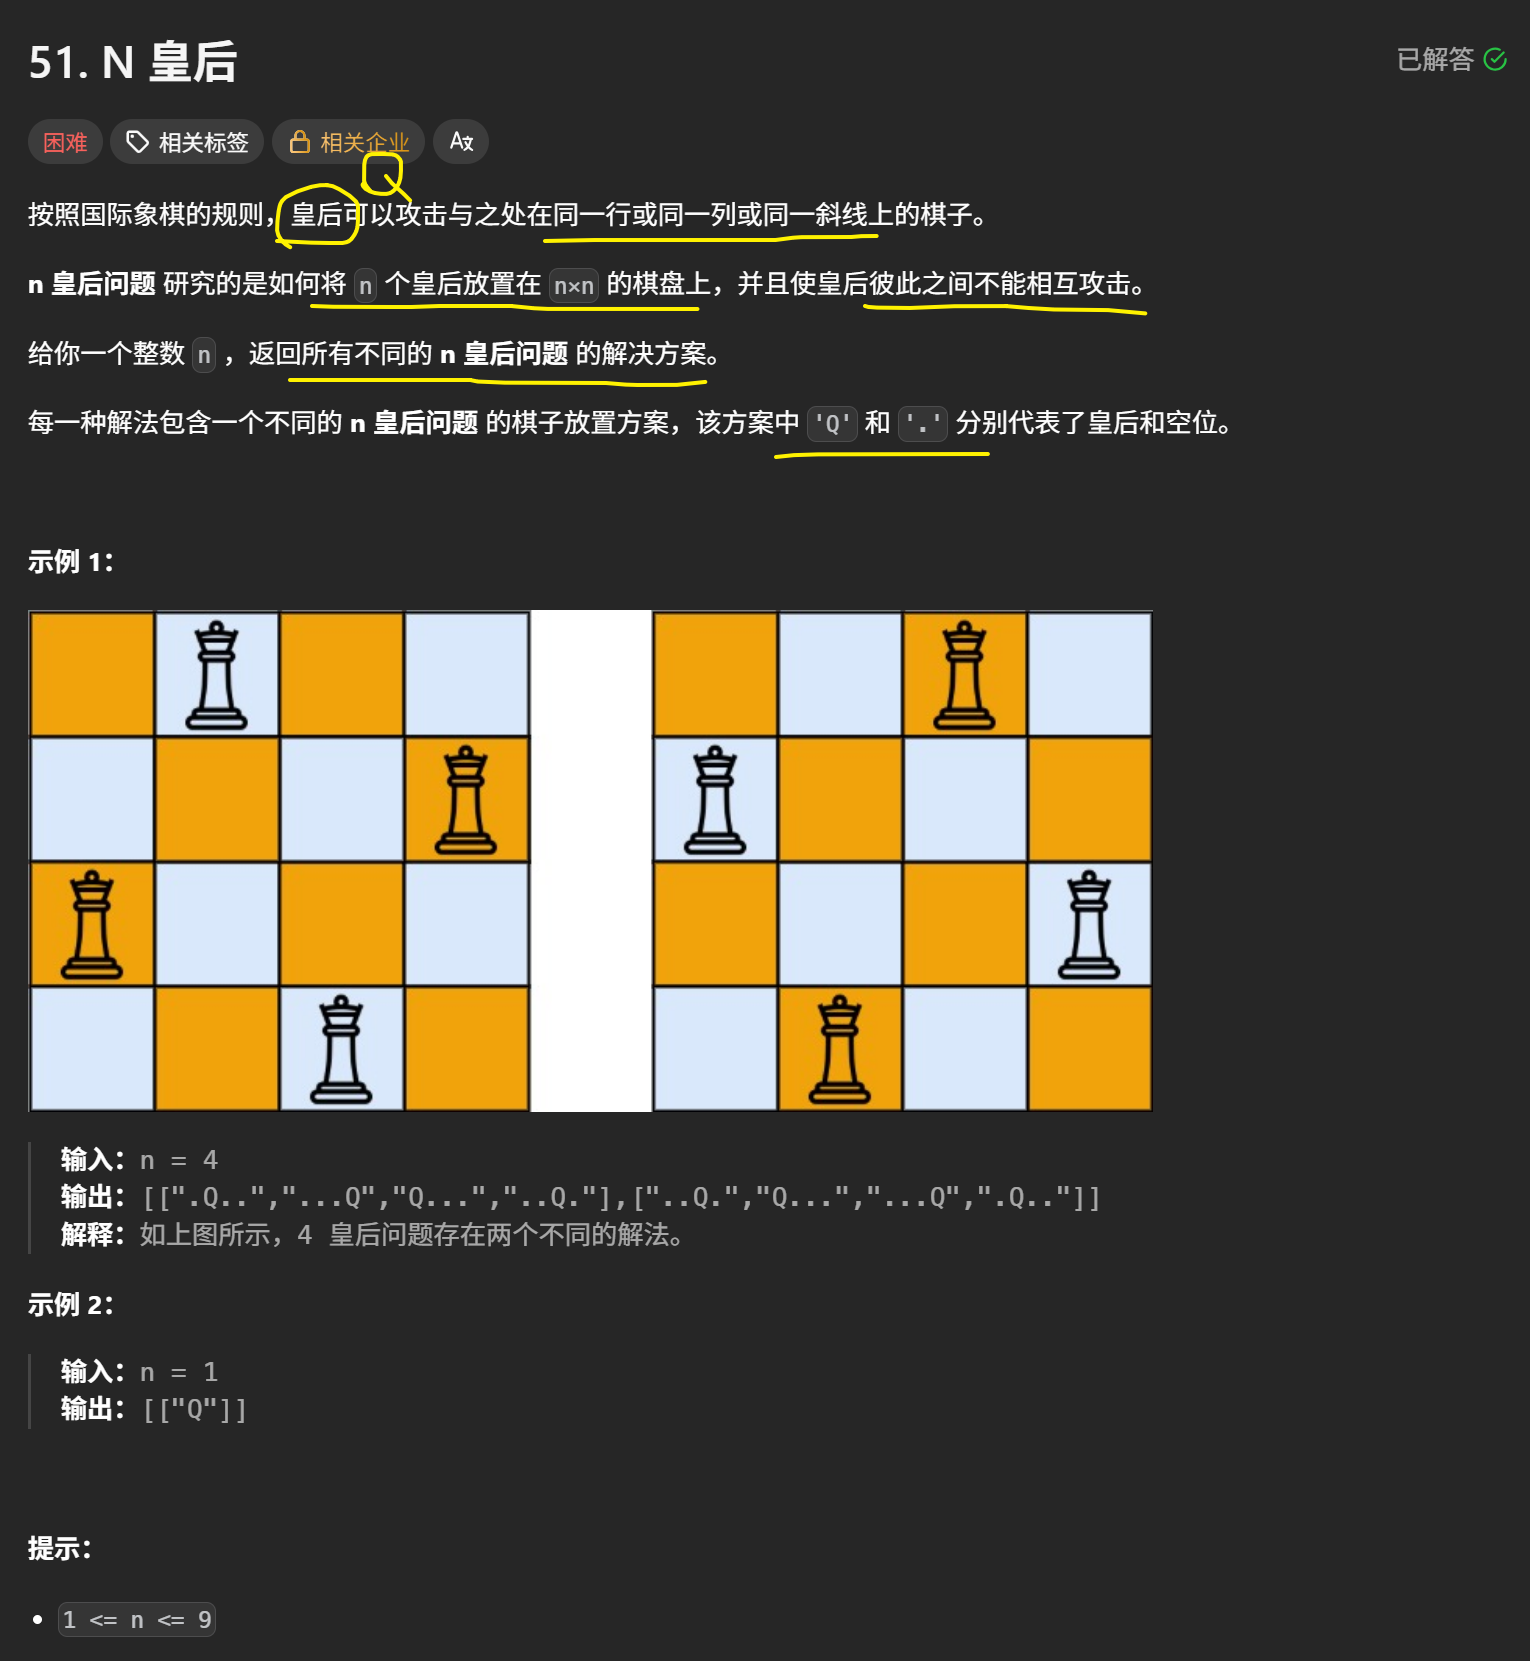 51. N 皇后
已解答
困难 相关标签 相关企业
Q
按照国际象棋的规则，皇后可以攻击与之处在同一行或同一列或同一斜线上的棋子。
n 皇后问题 研究的是如何将 n 个皇后放置在 n×n 的棋盘上，并且使皇后彼此之间不能相互攻击。
给你一个整数 n ，返回所有不同的 n 皇后问题 的解决方案。
每一种解法包含一个不同的 n 皇后问题 的棋子放置方案，该方案中 'Q' 和 '.' 分别代表了皇后和空位。
示例 1：
输入：n = 4
输出：[[".Q..","...Q","Q...","..Q."],["..Q.","Q...","...Q",".Q.."]]
解释：如上图所示，4 皇后问题存在两个不同的解法。
示例 2：
输入：n = 1
输出：[["Q"]]
提示：
• 1 <= n <= 9